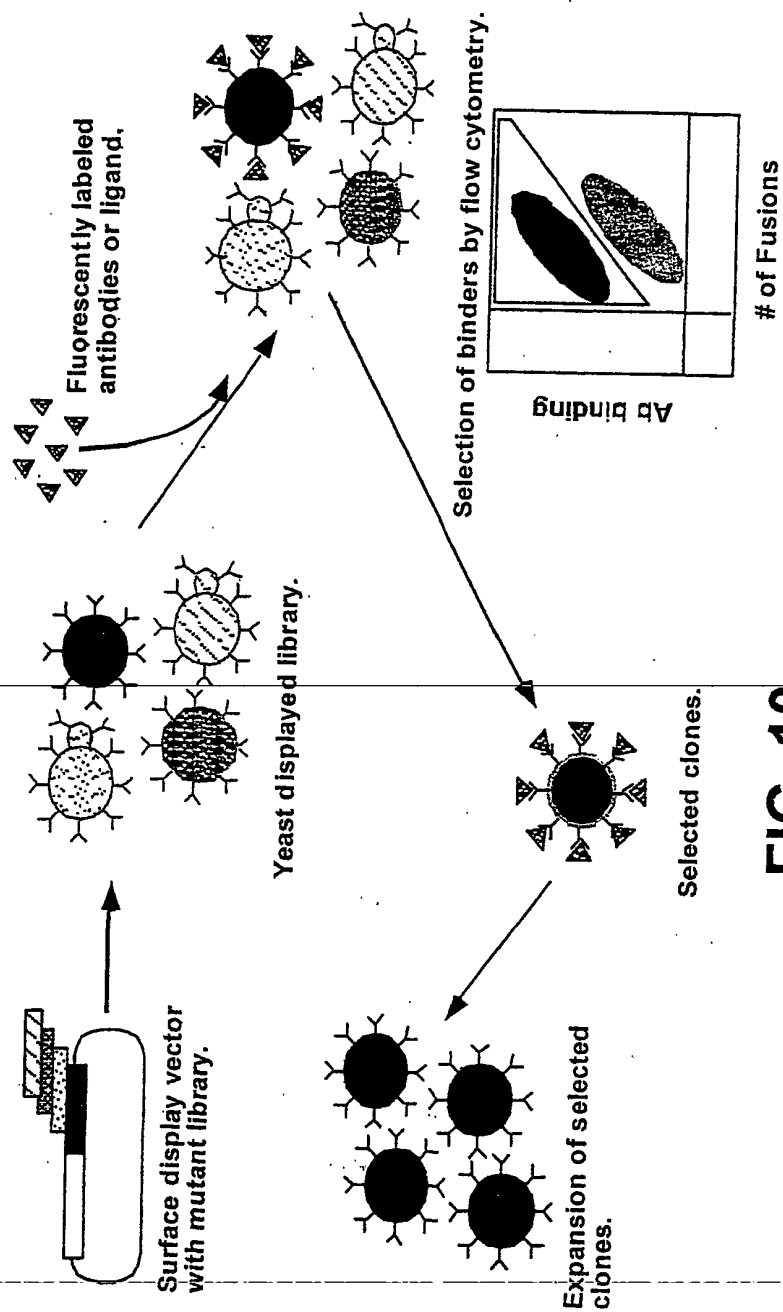 Surface display vector
with mutant library.
Yeast displayed library.
Fluorescently labeled
antibodies or ligand.
Selection of binders by flow cytometry.
Ab binding
# of Fusions
Selected clones.
Expansion of selected
clones.
FIG.